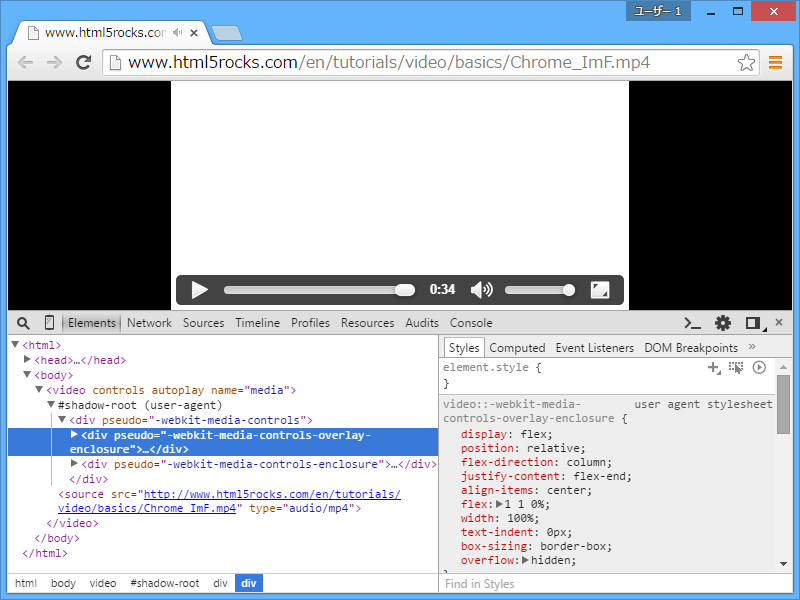 ユーザー 1
www.html5rocks.cor
www.html5rocks.com/en/tutorials/video/basics/Chrome_ImF.mp4
0:34
Elements Network Sources Timeline Profiles Resources Audits Console
<html>
<head>…</head>
<body>
<video controls autoplay name="media">
#shadow-root (user-agent)
<div pseudo="-webkit-media-controls">
<div pseudo="-webkit-media-controls-overlay-
enclosure">…</div>
<div pseudo="-webkit-media-controls-enclosure">…</div>
</div>
<source src="http://www.html5rocks.com/en/tutorials/
video/basics/Chrome_ImF.mp4" type="audio/mp4">
</video>
</body>
</html>
html body video #shadow-root div div
Styles Computed Event Listeners DOM Breakpoints »
element.style {
}
video::-webkit-media- user agent stylesheet
controls-overlay-enclosure {
display: flex;
position: relative;
flex-direction: column;
justify-content: flex-end;
align-items: center;
flex: 1 1 0%;
width: 100%;
text-indent: 0px;
box-sizing: border-box;
overflow: hidden;
Find in Styles